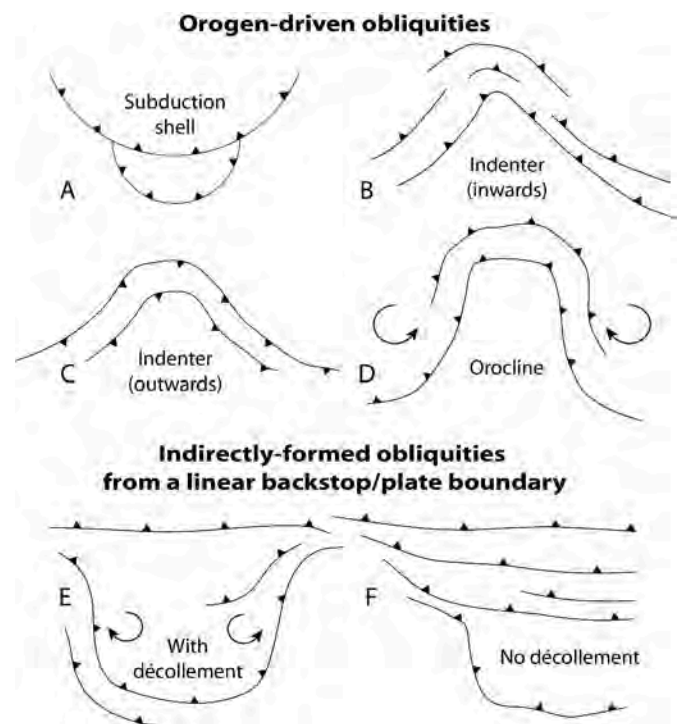 Orogen-driven obliquities
Subduction
shell
A
Indenter
(inwards)
B
Indenter
(outwards)
C
Orocline
D
Indirectly-formed obliquities
from a linear backstop/plate boundary
E
With
décollement
F
No décollement